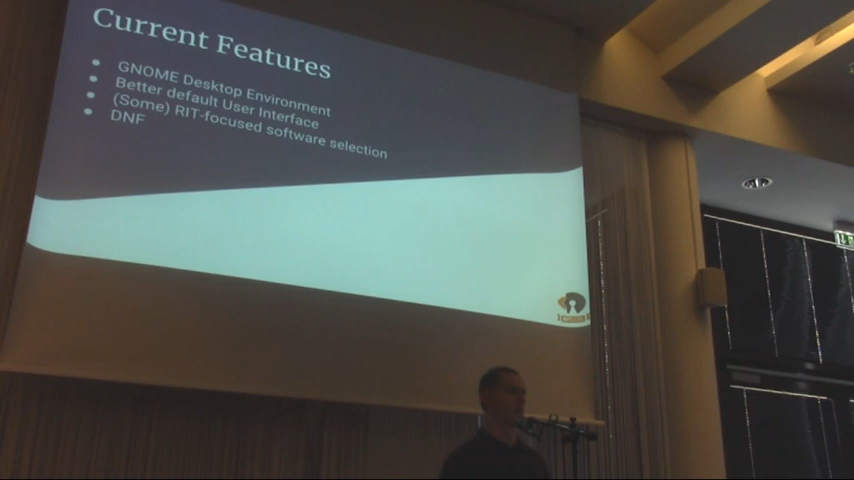 Current Features
GNOME Desktop Environment
Better default User Interface
(Some) RIT-focused software selection
DNF